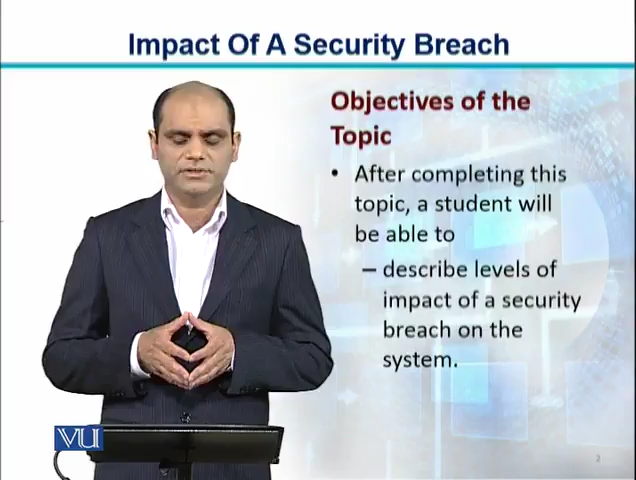 Impact Of A Security Breach
Objectives of the
Topic
• After completing this
topic, a student will
be able to
– describe levels of
impact of a security
breach on the
system.
VU
2